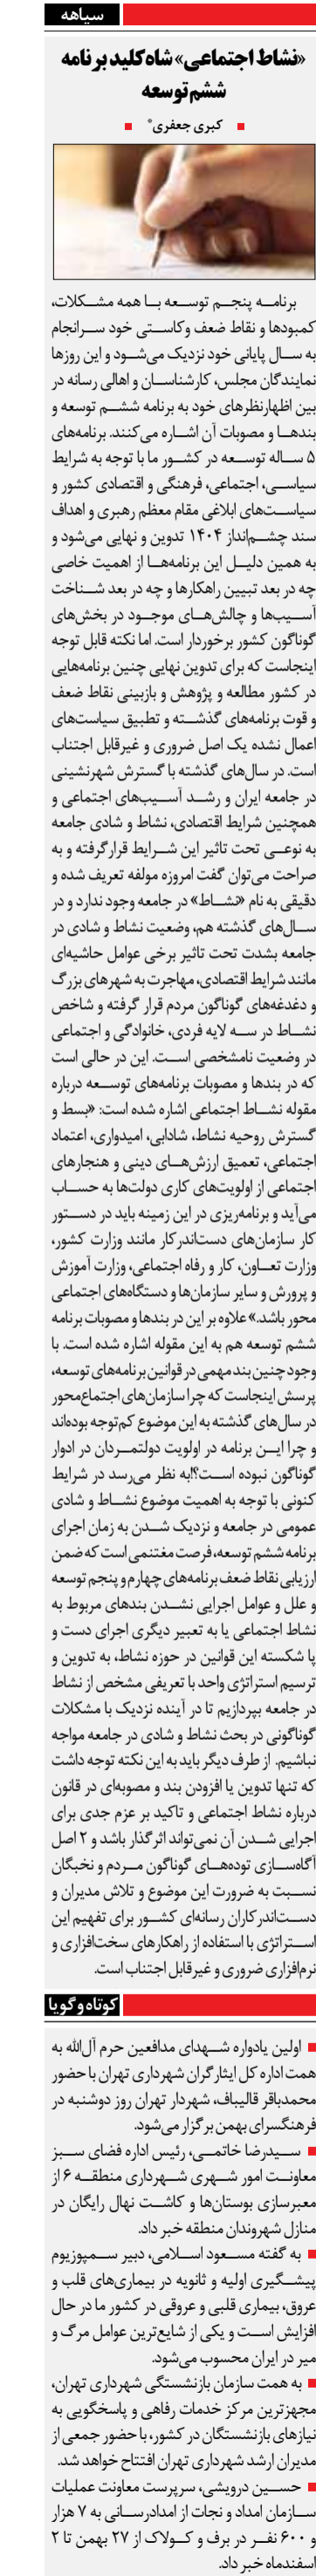 سیاهه
«نشاط اجتماعی» شاه کلید برنامه
ششم توسعه
کبری جعفری*
برنامه پنجم توسعه با همه مشکلات،
کمبودها و نقاط ضعف وکاستی خود سرانجام
به سال پایانی خود نزدیک می‌شود و این روزها
نمایندگان مجلس، کارشناسان و اهالی رسانه در
بین اظهارنظرهای خود به برنامه ششم توسعه و
بندها و مصوبات آن اشاره می‌کنند. برنامه‌های
۵ ساله توسعه در کشور ما با توجه به شرایط
سیاسی، اجتماعی، فرهنگی و اقتصادی کشور و
سیاست‌های ابلاغی مقام معظم رهبری و اهداف
سند چشم‌انداز ۱۴۰۴ تدوین و نهایی می‌شود و
به همین دلیل این برنامه‌ها از اهمیت خاصی
چه در بعد تبیین راهکارها و چه در بعد شناخت
آسیب‌ها و چالش‌های موجود در بخش‌های
گوناگون کشور برخوردار است. اما نکته قابل توجه
اینجاست که برای تدوین نهایی چنین برنامه‌هایی
در کشور مطالعه و پژوهش و بازبینی نقاط ضعف
و قوت برنامه‌های گذشته و تطبیق سیاست‌های
اعمال نشده یک اصل ضروری و غیرقابل اجتناب
است. در سال‌های گذشته با گسترش شهرنشینی
در جامعه ایران و رشد آسیب‌های اجتماعی و
همچنین شرایط اقتصادی، نشاط و شادی جامعه
به نوعی تحت تاثیر این شرایط قرارگرفته و به
صراحت می‌توان گفت امروزه مولفه تعریف شده و
دقیقی به نام «نشاط» در جامعه وجود ندارد و در
سال‌های گذشته هم، وضعیت نشاط و شادی در
جامعه بشدت تحت تاثیر برخی عوامل حاشیه‌ای
مانند شرایط اقتصادی، مهاجرت به شهرهای بزرگ
و دغدغه‌های گوناگون مردم قرار گرفته و شاخص
نشاط در سه لایه فردی، خانوادگی و اجتماعی
در وضعیت نامشخصی است. این در حالی است
که در بندها و مصوبات برنامه‌های توسعه درباره
مقوله نشاط اجتماعی اشاره شده است: «بسط و
گسترش روحیه نشاط، شادابی، امیدواری، اعتماد
اجتماعی، تعمیق ارزش‌های دینی و هنجارهای
اجتماعی از اولویت‌های کاری دولت‌ها به حساب
می‌آید و برنامه‌ریزی در این زمینه باید در دستور
کار سازمان‌های دست‌اندرکار مانند وزارت کشور،
وزارت تعاون، کار و رفاه اجتماعی، وزارت آموزش
و پرورش و سایر سازمان‌ها و دستگاه‌های اجتماعی
محور باشد.» علاوه بر این در بندها و مصوبات برنامه
ششم توسعه هم به این مقوله اشاره شده است. با
وجود چنین بند مهمی در قوانین برنامه‌های توسعه،
پرسش اینجاست که چرا سازمان‌های اجتماع‌محور
در سال‌های گذشته به این موضوع کم‌توجه بوده‌اند
و چرا این برنامه در اولویت دولتمردان در ادوار
گوناگون نبوده است؟!به نظر می‌رسد در شرایط
کنونی با توجه به اهمیت موضوع نشاط و شادی
عمومی در جامعه و نزدیک شدن به زمان اجرای
برنامه ششم توسعه، فرصت مغتنمی است که ضمن
ارزیابی نقاط ضعف برنامه‌های چهارم و پنجم توسعه
و علل و عوامل اجرایی نشدن بندهای مربوط به
نشاط اجتماعی یا به تعبیر دیگری اجرای دست و
پا شکسته این قوانین در حوزه نشاط، به تدوین و
ترسیم استراتژی واحد با تعریفی مشخص از نشاط
در جامعه بپردازیم تا در آینده نزدیک با مشکلات
گوناگونی در بحث نشاط و شادی در جامعه مواجه
نباشیم. از طرف دیگر باید به این نکته توجه داشت
که تنها تدوین یا افزودن بند و مصوبه‌ای در قانون
درباره نشاط اجتماعی و تاکید بر عزم جدی برای
اجرایی شدن آن نمی‌تواند اثرگذار باشد و ۲ اصل
آگاه‌سازی توده‌های گوناگون مردم و نخبگان
نسبت به ضرورت این موضوع و تلاش مدیران و
دست‌اندرکاران رسانه‌ای کشور برای تفهیم این
استراتژی با استفاده از راهکارهای سخت‌افزاری و
نرم‌افزاری ضروری و غیرقابل اجتناب است.
کوتاه و گویا
اولین یادواره شهدای مدافعین حرم آل‌الله به
همت اداره کل ایثارگران شهرداری تهران با حضور
محمدباقر قالیباف، شهردار تهران روز دوشنبه در
فرهنگسرای بهمن برگزار می‌شود.
سیدرضا خاتمی، رئیس اداره فضای سبز
معاونت امور شهری شهرداری منطقه ۶ از
معبرسازی بوستان‌ها و کاشت نهال رایگان در
منازل شهروندان منطقه خبر داد.
به گفته مسعود اسلامی، دبیر سمپوزیوم
پیشگیری اولیه و ثانویه در بیماری‌های قلب و
عروق، بیماری قلبی و عروقی در کشور ما در حال
افزایش است و یکی از شایع‌ترین عوامل مرگ و
میر در ایران محسوب می‌شود.
به همت سازمان بازنشستگی شهرداری تهران،
مجهزترین مرکز خدمات رفاهی و پاسخگویی به
نیازهای بازنشستگان در کشور، با حضور جمعی از
مدیران ارشد شهرداری تهران افتتاح خواهد شد.
حسین درویشی، سرپرست معاونت عملیات
سازمان امداد و نجات از امدادرسانی به ۷ هزار
و ۶۰۰ نفر در برف و کولاک از ۲۷ بهمن تا ۲
اسفندماه خبر داد.